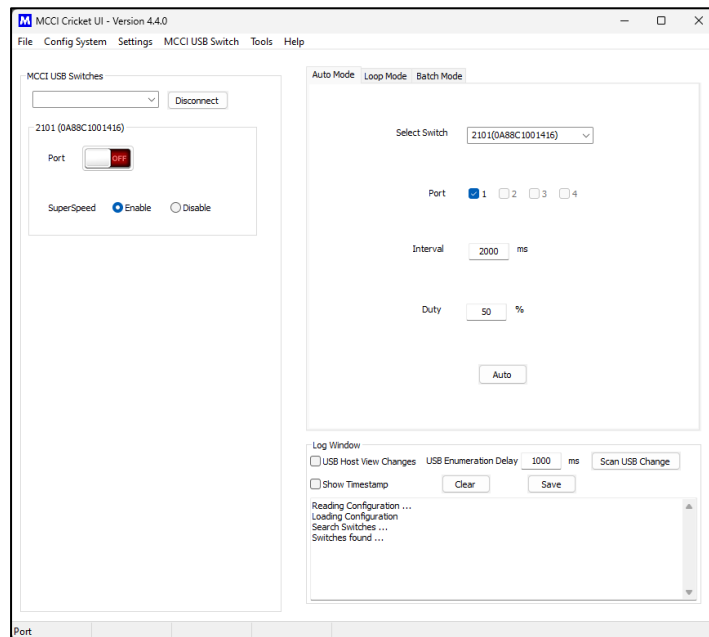 M MCCI Cricket UI - Version 4.4.0
File Config System Settings MCCI USB Switch Tools Help
MCCI USB Switches
Disconnect
2101 (0A88C1001416)
Port OFF
SuperSpeed Enable Disable
Auto Mode Loop Mode Batch Mode
Select Switch 2101(0A88C1001416)
Port 1 2 3 4
Interval 2000 ms
Duty 50 %
Auto
Log Window
USB Host View Changes USB Enumeration Delay 1000 ms Scan USB Change
Show Timestamp Clear Save
Reading Configuration ...
Loading Configuration
Search Switches ...
Switches found ...
Port